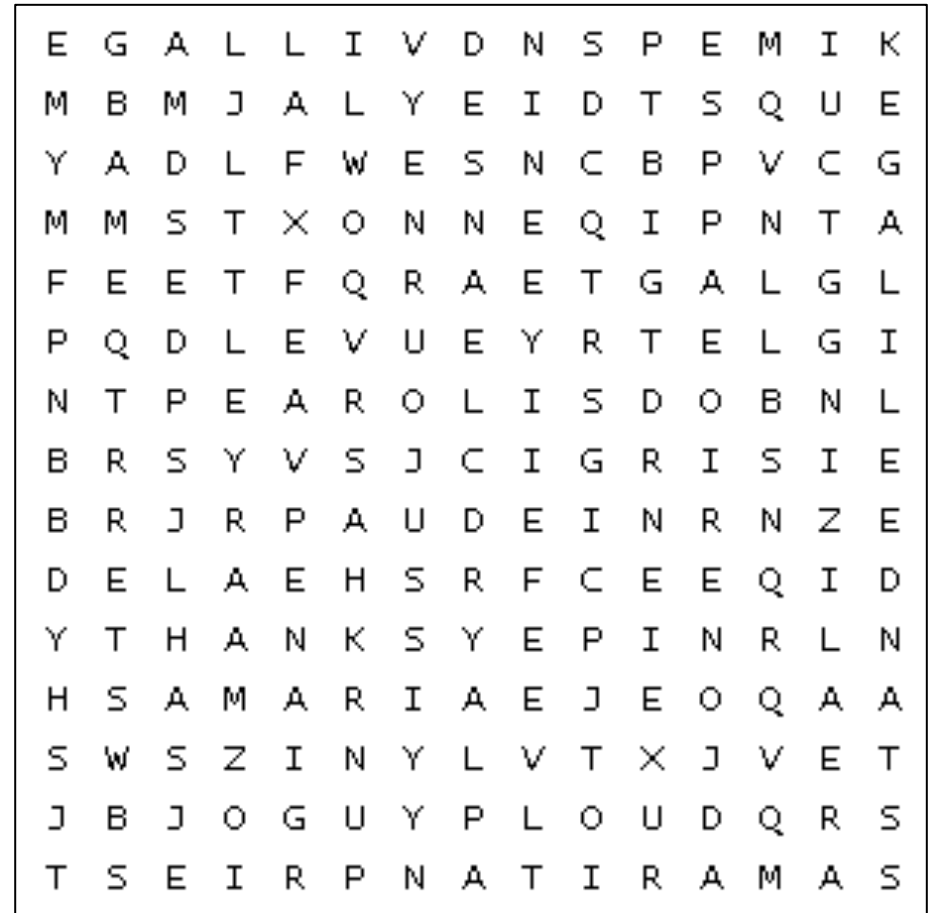 E G A L L I V D N S P E M I K
M B M J A L Y E I D T S Q U E
Y A D L F W E S N C B P V C G
M M S T X O N N E Q I P N T A
F E E T F Q R A E T G A L G L
P Q D L E V U E Y R T E L G I
N T P E A R O L I S D O B N L
B R S Y V S J C I G R I S I E
B R J R P A U D E I N R N Z E
D E L A E H S R F C E E Q I D
Y T H A N K S Y E P I N R L N
H S A M A R I A E J E O Q A A
S W S Z I N Y L V T X J V E T
J B J O G U Y P L O U D Q R S
T S E I R P N A T I R A M A S